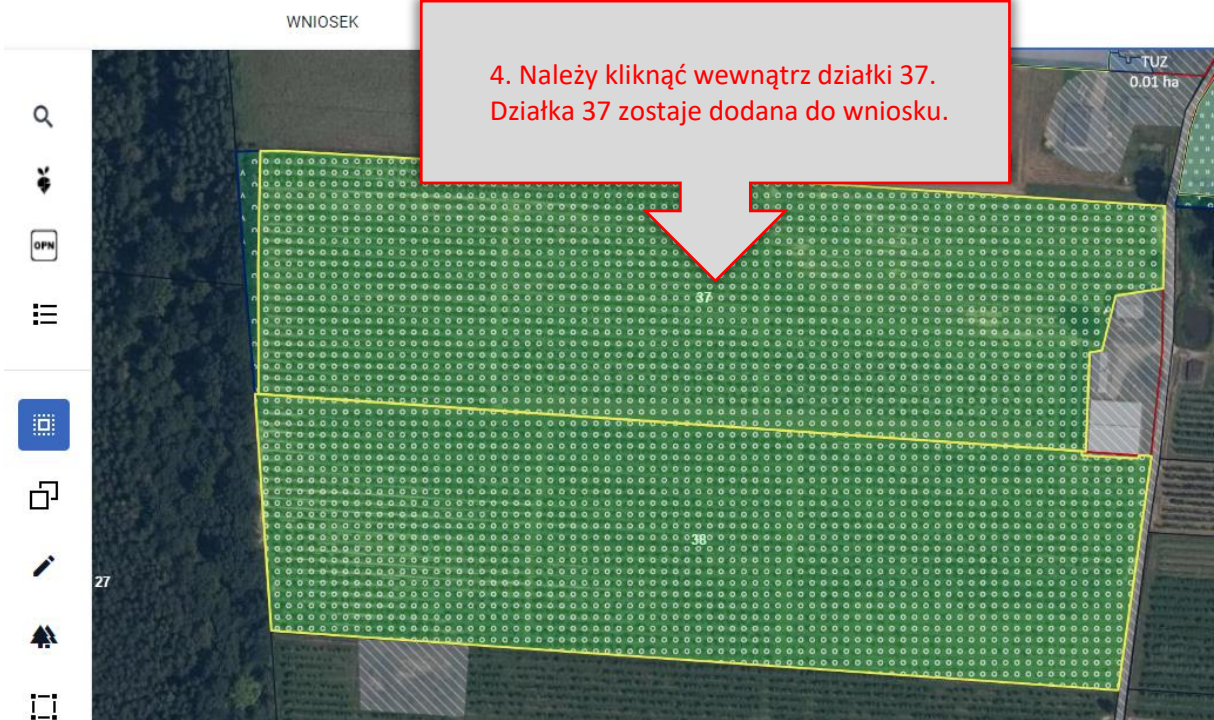 WNIOSEK
4. Należy kliknąć wewnątrz działki 37.
Działka 37 zostaje dodana do wniosku.
TUZ
0.01 ha
OPN
37
38
27